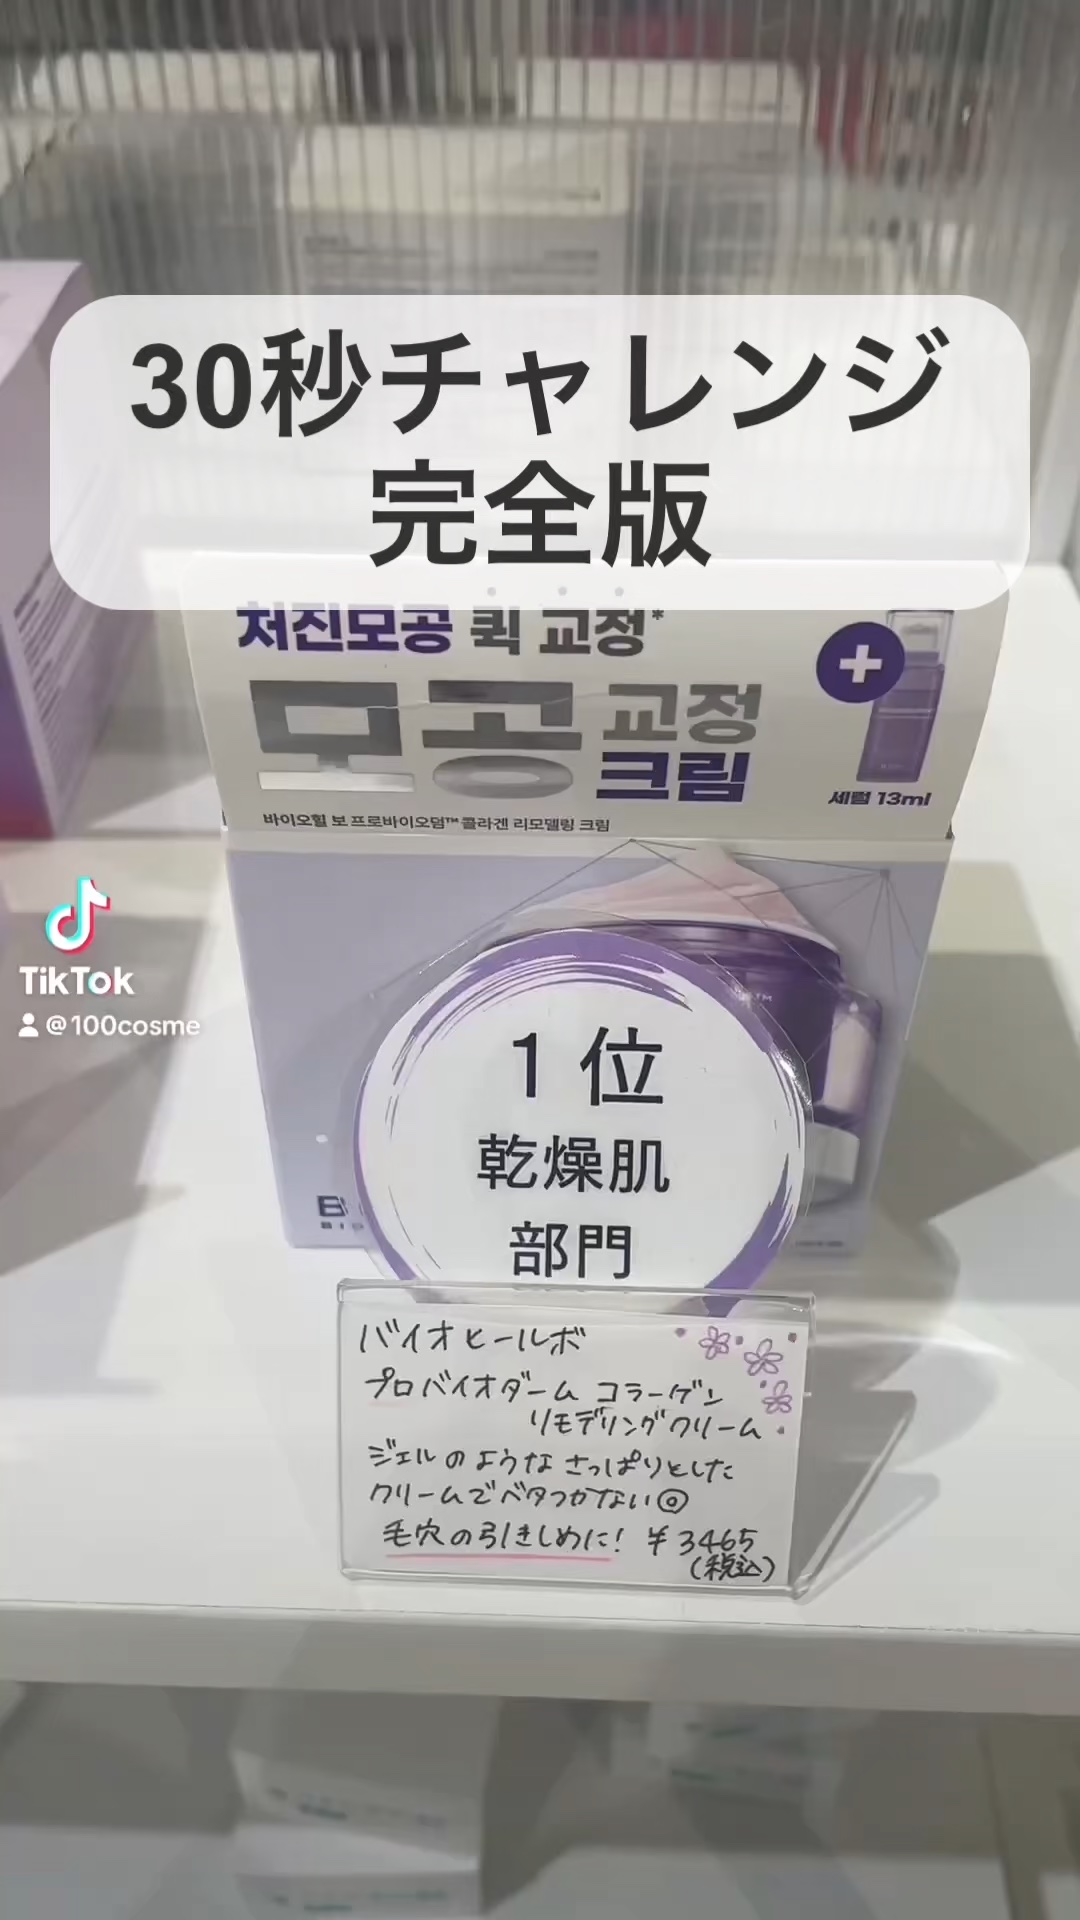 30秒チャレンジ
完全版
처진모공 퀵 교정*
모공 교정
크림
세럼 13ml
바이오힐 보 프로바이오덤™ 콜라겐 리모델링 크림
TikTok
@100cosme
1位
乾燥肌
部門
バイオヒールボ
プロバイオダーム コラーゲン
リモデリングクリーム
ジェルのようなさっぱりとした
クリームでベタつかない◎
毛穴の引きしめに! ¥3465
(税込)